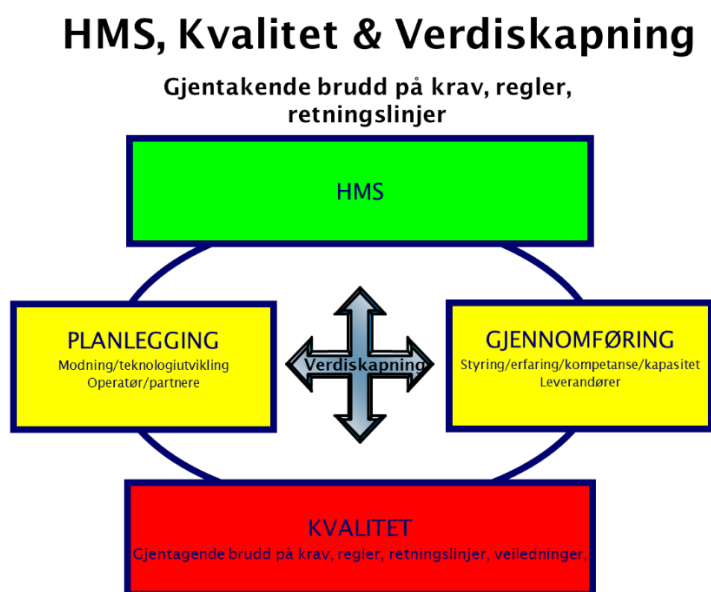 HMS, Kvalitet & Verdiskapning
Gjentakende brudd på krav, regler,
retningslinjer
HMS
PLANLEGGING
Modning/teknologiutvikling
Operatør/partnere
Verdiskapning
GJENNOMFØRING
Styring/erfaring/kompetanse/kapasitet
Leverandører
KVALITET
Gjentagende brudd på krav, regler, retningslinjer, veiledninger,